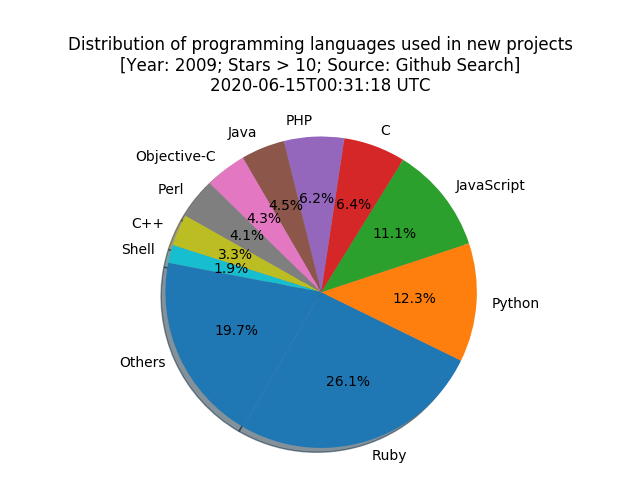 Distribution of programming languages used in new projects
[Year: 2009; Stars > 10; Source: Github Search]
2020-06-15T00:31:18 UTC
PHP
C
Java
Objective-C
JavaScript
Perl
C++
Shell
Python
Others
Ruby
6.2%
6.4%
4.5%
4.3%
11.1%
4.1%
3.3%
1.9%
12.3%
19.7%
26.1%